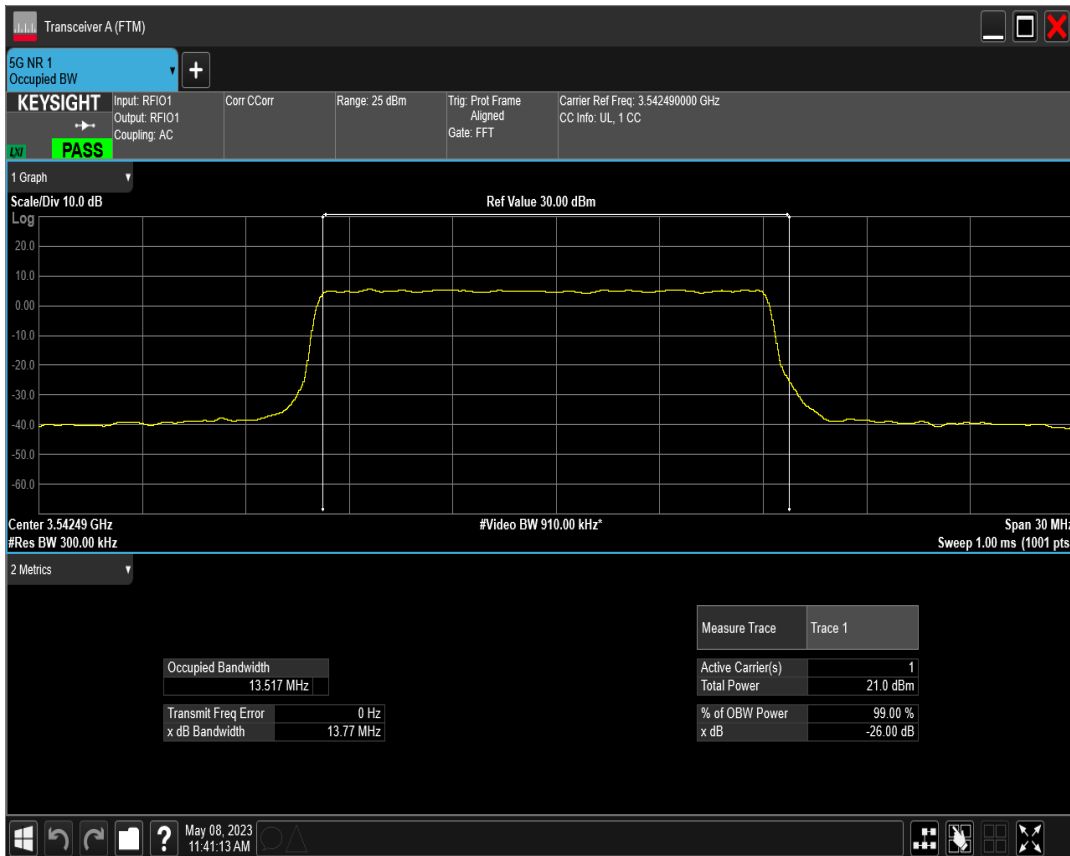 Transceiver A (FTM)
5G NR 1
Occupied BW
+
KEYSIGHT
LXI
PASS
Input: RFIO1
Output: RFIO1
Coupling: AC
Corr CCorr
Range: 25 dBm
Trig: Prot Frame
Aligned
Gate: FFT
Carrier Ref Freq: 3.542490000 GHz
CC Info: UL, 1 CC
1 Graph
Scale/Div 10.0 dB
Ref Value 30.00 dBm
Log
20.0
10.0
0.00
-10.0
-20.0
-30.0
-40.0
-50.0
-60.0
Center 3.54249 GHz
#Video BW 910.00 kHz*
Span 30 MHz
#Res BW 300.00 kHz
Sweep 1.00 ms (1001 pts
2 Metrics
Measure Trace Trace 1
Occupied Bandwidth
13.517 MHz
Active Carrier(s) 1
Total Power 21.0 dBm
Transmit Freq Error 0 Hz
x dB Bandwidth 13.77 MHz
% of OBW Power 99.00 %
x dB -26.00 dB
?
May 08, 2023
11:41:13 AM